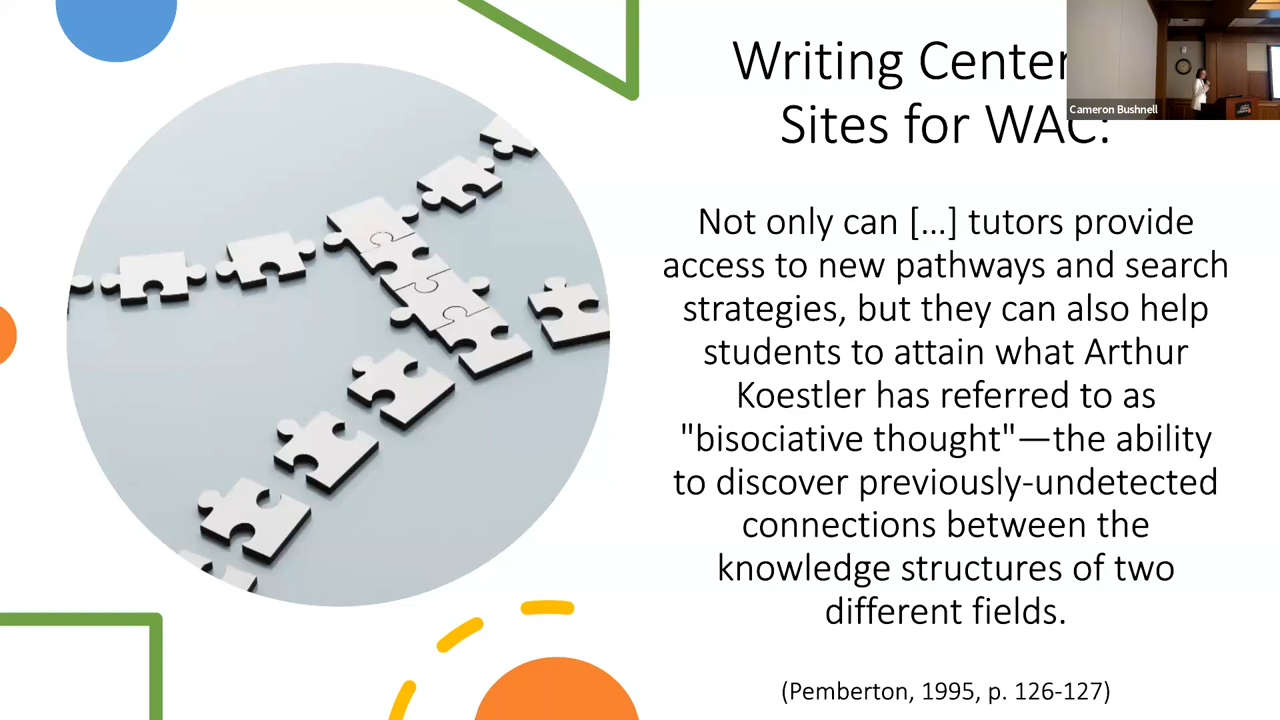 Writing Center
Sites for WAC:
Cameron Bushnell
Not only can [...] tutors provide
access to new pathways and search
strategies, but they can also help
students to attain what Arthur
Koestler has referred to as
"bisociative thought"—the ability
to discover previously-undetected
connections between the
knowledge structures of two
different fields.
(Pemberton, 1995, p. 126-127)